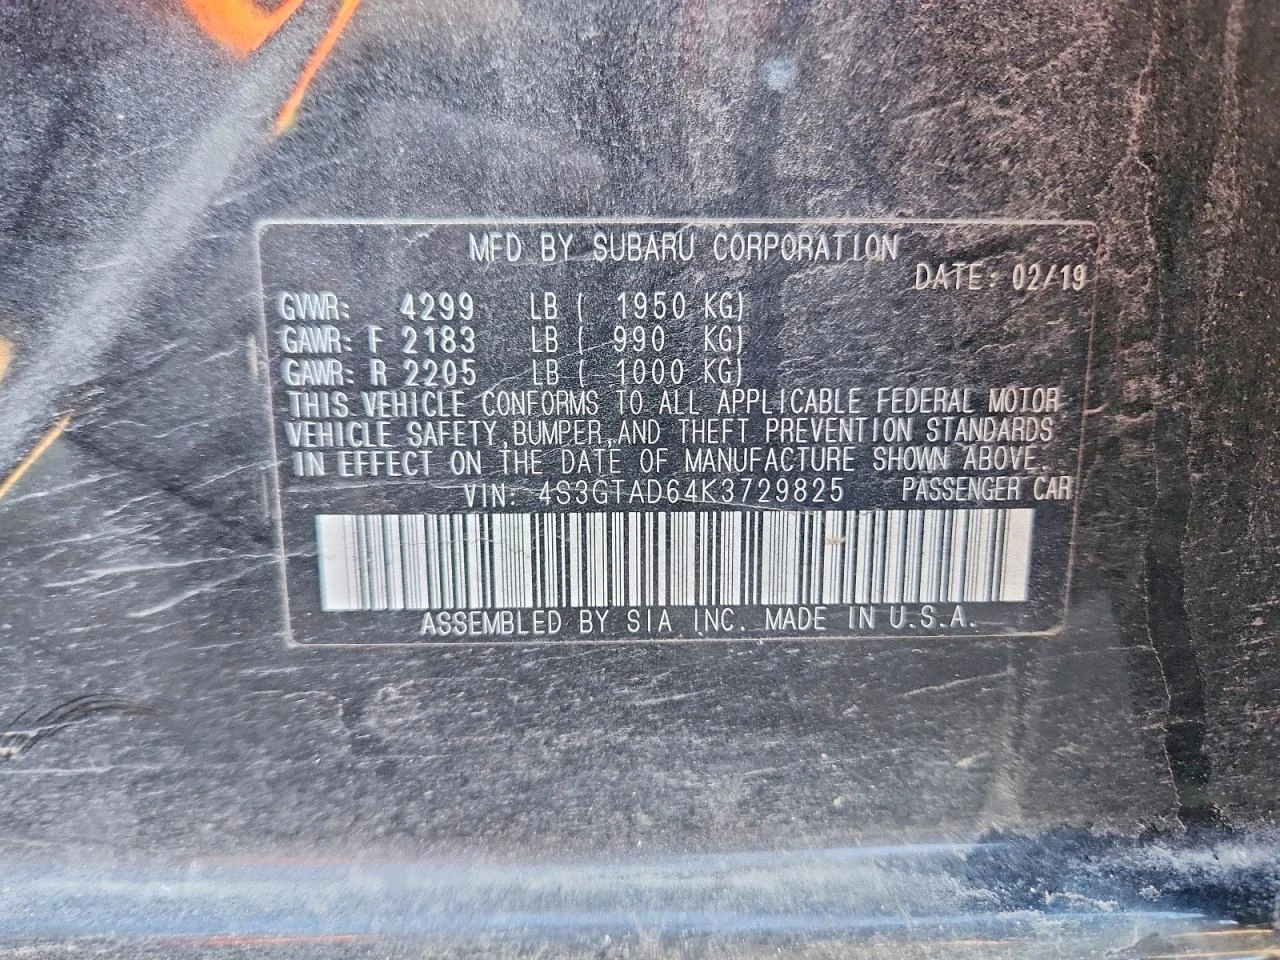 MFD BY SUBARU CORPORATION
DATE: 02/19
GVWR: 4299 LB ( 1950 KG)
GAWR: F 2183 LB ( 990 KG)
GAWR: R 2205 LB ( 1000 KG)
THIS VEHICLE CONFORMS TO ALL APPLICABLE FEDERAL MOTOR
VEHICLE SAFETY,BUMPER,AND THEFT PREVENTION STANDARDS
IN EFFECT ON THE DATE OF MANUFACTURE SHOWN ABOVE.
VIN: 4S3GTAD64K3729825 PASSENGER CAR
ASSEMBLED BY SIA INC. MADE IN U.S.A.